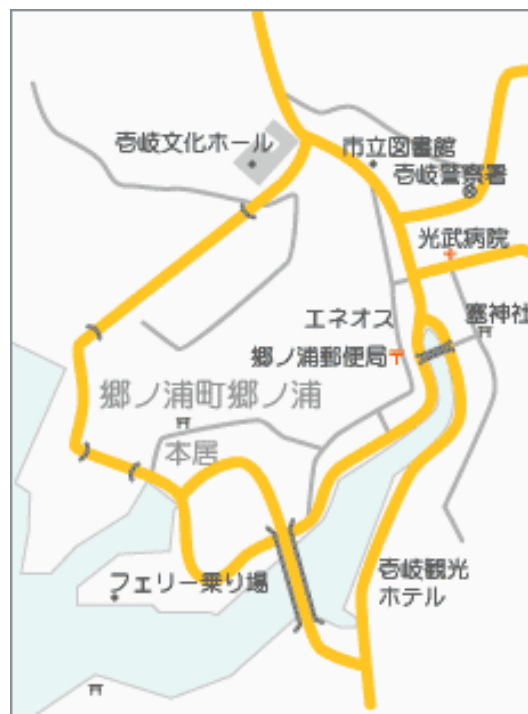 壱岐文化ホール
市立図書館
壱岐警察署
光武病院
エネオス
塞神社
郷ノ浦郵便局
郷ノ浦町郷ノ浦
本居
フェリー乗り場
壱岐観光
ホテル